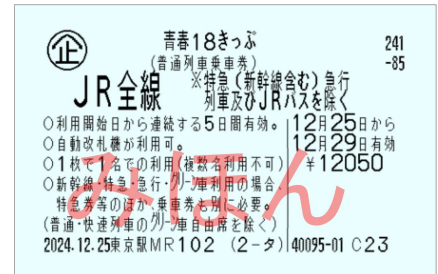 企 青春18きっぷ 241
(普通列車乗車券) -85
JR全線 ※特急(新幹線含む)急行
列車及びJRバスを除く
○利用開始日から連続する5日間有効。 12月25日から
○自動改札機が利用可。 12月29日有効
○1枚で1名での利用(複数名利用不可) ¥12050
○新幹線・特急・急行・グリーン車利用の場合、
特急券等のほか、乗車券も別に必要。
(普通・快速列車のグリーン車自由席を除く)
2024.12.25東京駅MR102 (2-タ) 40095-01 C23
みほん